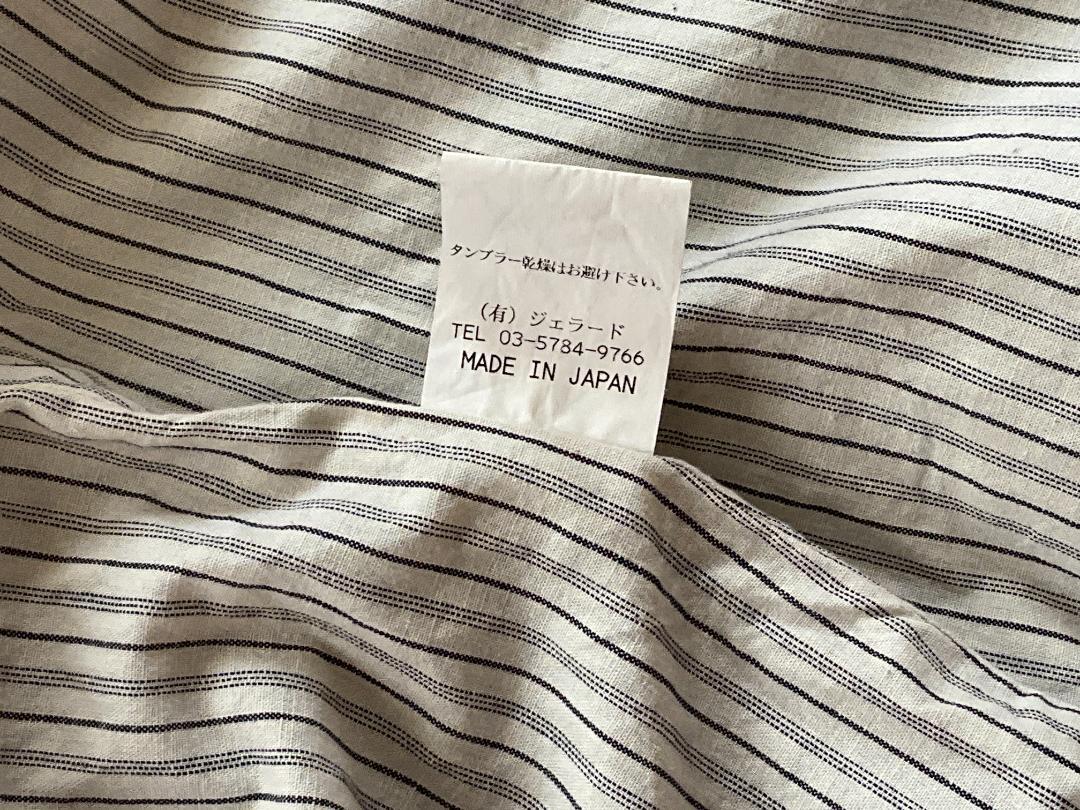 タンブラー乾燥はお避け下さい。
（有）ジェラード
TEL 03-5784-9766
MADE IN JAPAN